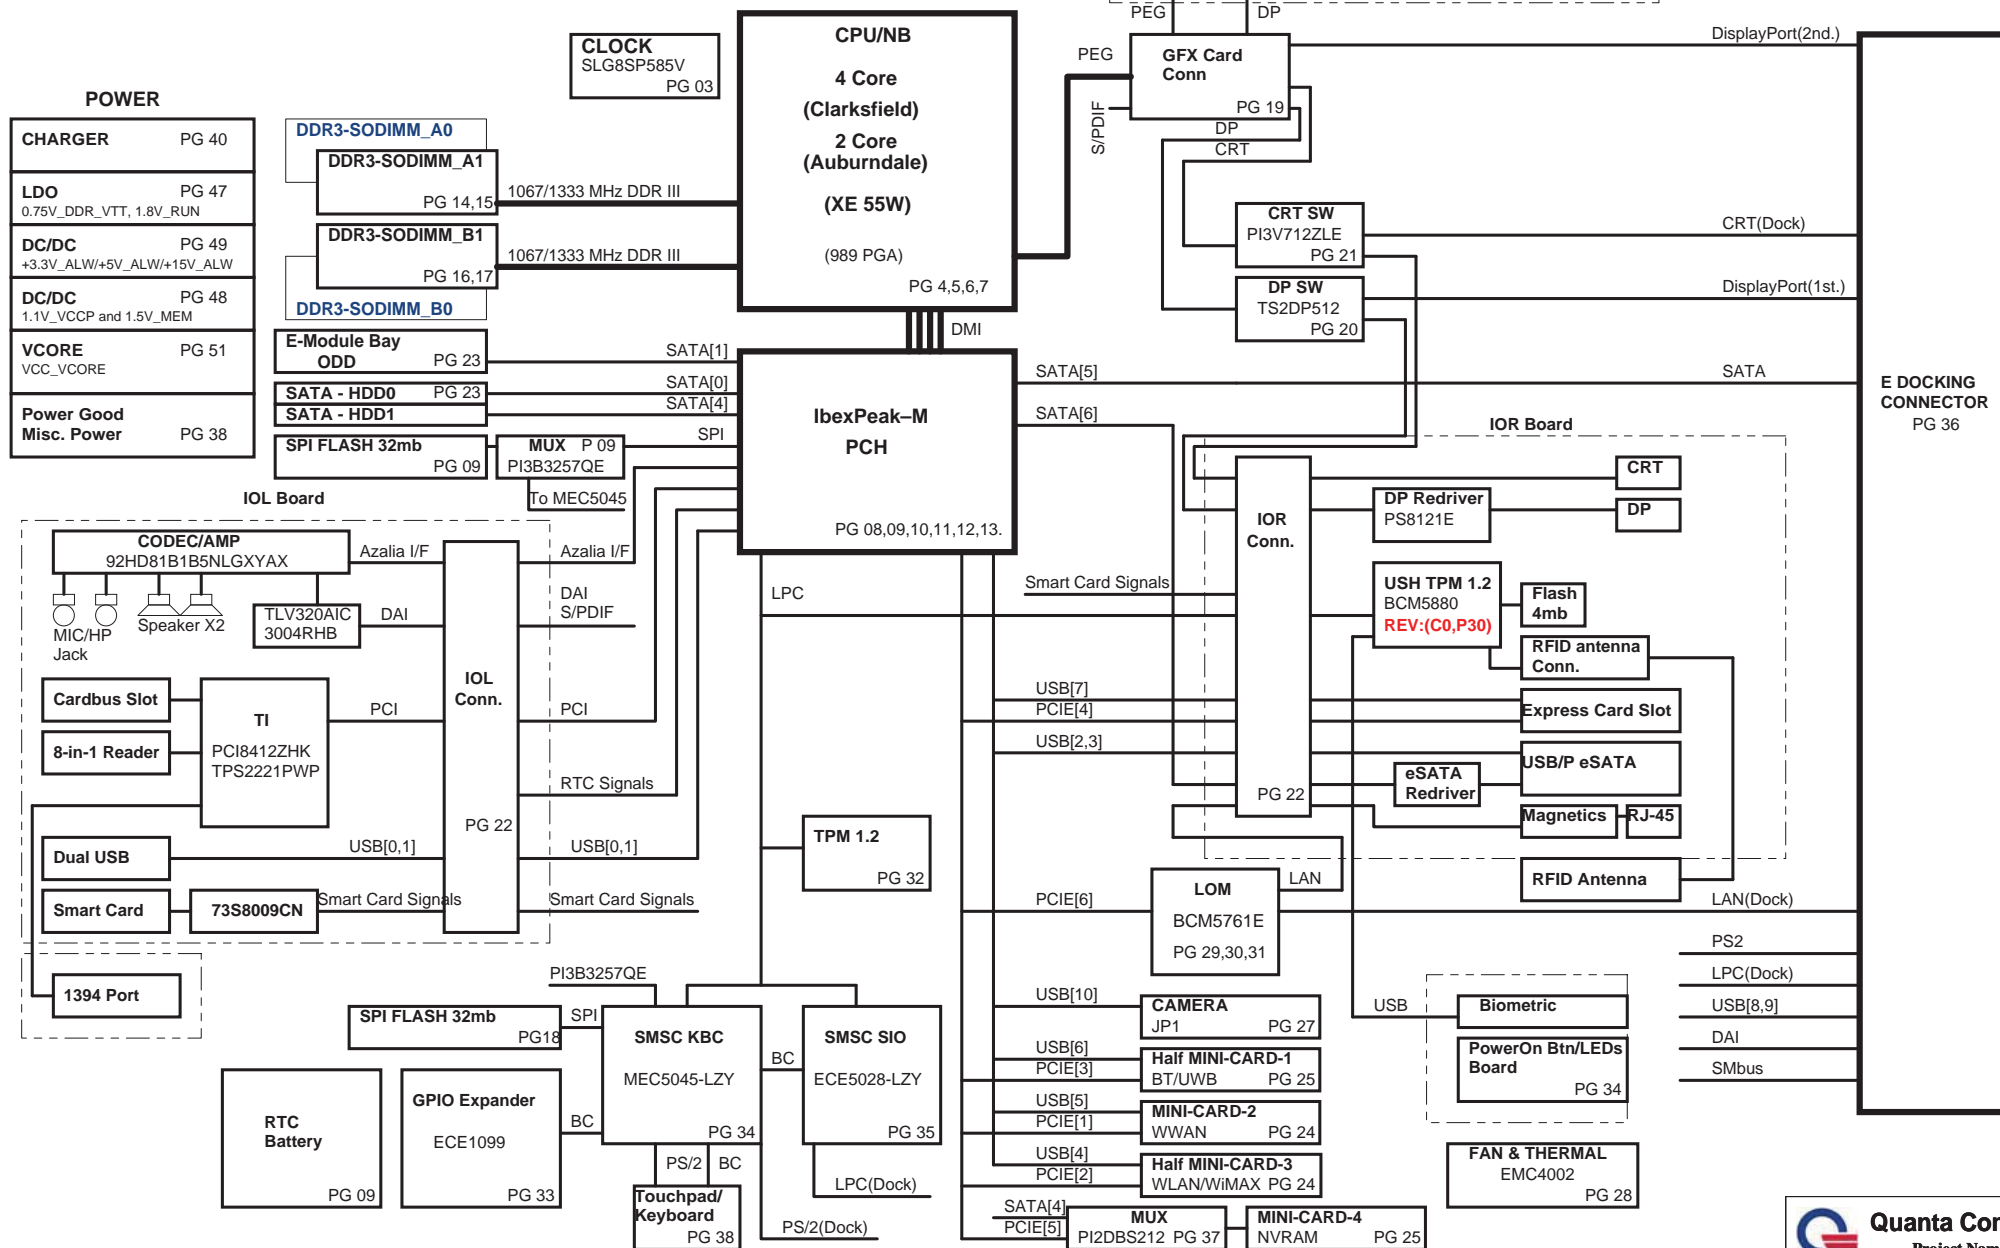 PEG
DP
CLOCK
SLG8SP585V
PG 03
CPU/NB
4 Core
(Clarksfield)
2 Core
(Auburndale)
(XE 55W)
(989 PGA)
PG 4,5,6,7
PEG
S/PDIF
GFX Card
Conn
PG 19
DP
CRT
DisplayPort(2nd.)
POWER
CHARGER PG 40
LDO PG 47
0.75V_DDR_VTT, 1.8V_RUN
DC/DC PG 49
+3.3V_ALW/+5V_ALW/+15V_ALW
DC/DC PG 48
1.1V_VCCP and 1.5V_MEM
VCORE PG 51
VCC_VCORE
Power Good
Misc. Power PG 38
DDR3-SODIMM_A0
DDR3-SODIMM_A1
PG 14,15
1067/1333 MHz DDR III
DDR3-SODIMM_B1
PG 16,17
1067/1333 MHz DDR III
DDR3-SODIMM_B0
CRT SW
PI3V712ZLE
PG 21
CRT(Dock)
DP SW
TS2DP512
PG 20
DisplayPort(1st.)
DMI
E-Module Bay
ODD PG 23
SATA[1]
SATA - HDD0 PG 23
SATA[0]
SATA - HDD1
SATA[4]
SPI FLASH 32mb
PG 09
MUX P 09
PI3B3257QE
SPI
To MEC5045
IbexPeak–M
PCH
PG 08,09,10,11,12,13.
SATA[5]
SATA
SATA[6]
E DOCKING
CONNECTOR
PG 36
IOL Board
CODEC/AMP
92HD81B1B5NLGXYAX
Azalia I/F
Azalia I/F
MIC/HP
Jack
Speaker X2
TLV320AIC
3004RHB
DAI
DAI
S/PDIF
IOL
Conn.
PG 22
Cardbus Slot
8-in-1 Reader
TI
PCI8412ZHK
TPS2221PWP
PCI
PCI
RTC Signals
Dual USB
USB[0,1]
USB[0,1]
Smart Card
73S8009CN
Smart Card Signals
Smart Card Signals
1394 Port
IOR Board
IOR
Conn.
PG 22
CRT
DP Redriver
PS8121E
DP
Smart Card Signals
LPC
USH TPM 1.2
BCM5880
REV:(C0,P30)
Flash
4mb
RFID antenna
Conn.
USB[7]
PCIE[4]
Express Card Slot
USB[2,3]
USB/P eSATA
eSATA
Redriver
Magnetics
RJ-45
RFID Antenna
TPM 1.2
PG 32
LOM
BCM5761E
PG 29,30,31
PCIE[6]
LAN
LAN(Dock)
PS2
LPC(Dock)
USB[8,9]
DAI
SMbus
PI3B3257QE
SPI FLASH 32mb
PG18
SPI
SMSC KBC
MEC5045-LZY
PG 34
BC
SMSC SIO
ECE5028-LZY
PG 35
RTC
Battery
PG 09
GPIO Expander
ECE1099
PG 33
BC
PS/2
BC
Touchpad/
Keyboard
PG 38
LPC(Dock)
PS/2(Dock)
USB[10]
CAMERA
JP1 PG 27
USB[6]
PCIE[3]
Half MINI-CARD-1
BT/UWB PG 25
USB[5]
PCIE[1]
MINI-CARD-2
WWAN PG 24
USB[4]
PCIE[2]
Half MINI-CARD-3
WLAN/WiMAX PG 24
SATA[4]
PCIE[5]
MUX
PI2DBS212 PG 37
MINI-CARD-4
NVRAM PG 25
USB
Biometric
PowerOn Btn/LEDs
Board
PG 34
FAN & THERMAL
EMC4002
PG 28
Quanta Con